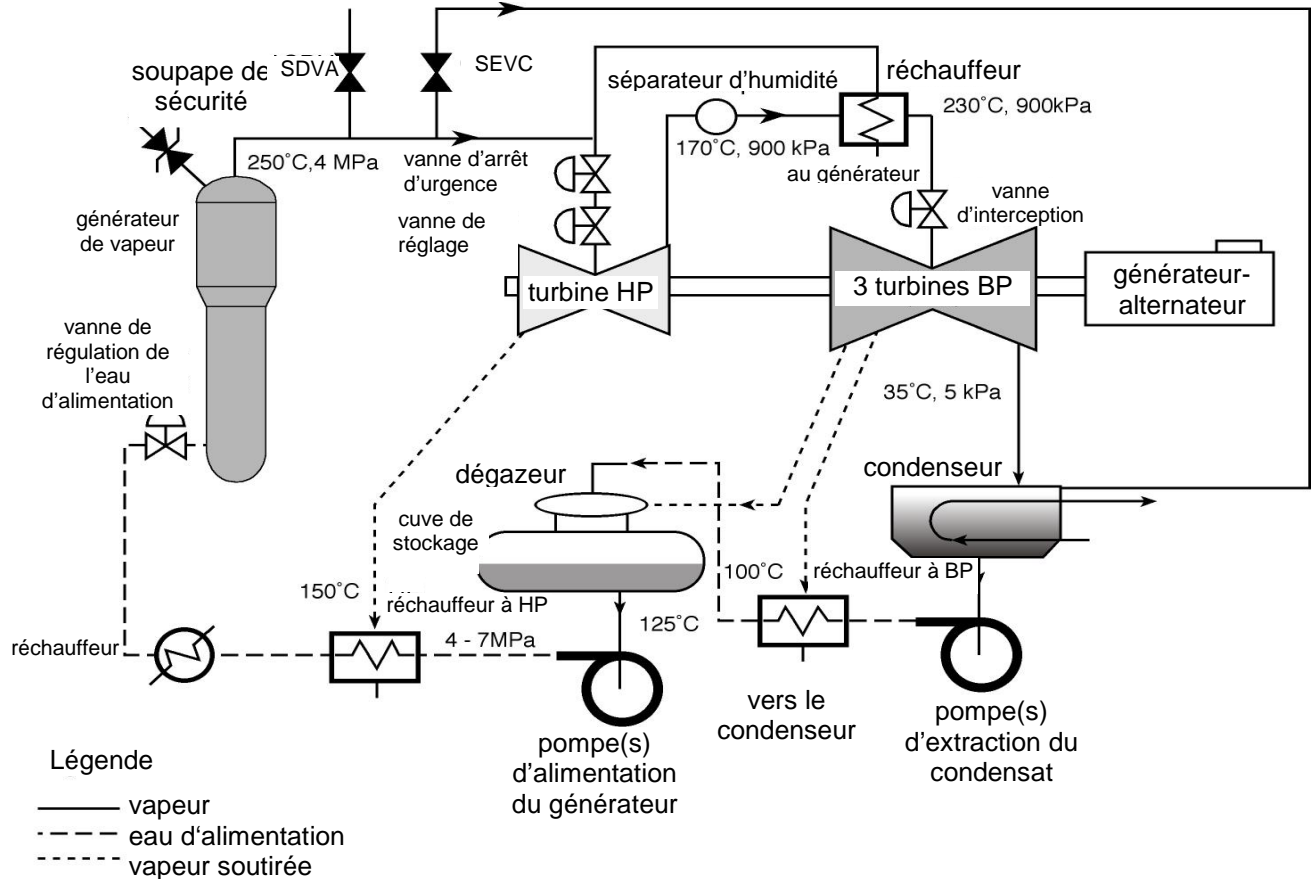 soupape de
sécurité
SDVA
SEVC
séparateur d'humidité
réchauffeur
230°C, 900kPa
250°C,4 MPa
vanne d'arrêt
d'urgence
170°C, 900 kPa
au générateur
vanne
d'interception
générateur
de vapeur
vanne de
réglage
turbine HP
3 turbines BP
générateur-
alternateur
vanne de
régulation de
l'eau
d'alimentation
35°C, 5 kPa
dégazeur
condenseur
cuve de
stockage
100°C
réchauffeur à BP
150°C
réchauffeur à HP
125°C
4 - 7MPa
réchauffeur
vers le
condenseur
pompe(s)
d'extraction du
condensat
pompe(s)
d'alimentation
du générateur
Légende
vapeur
eau d'alimentation
vapeur soutirée